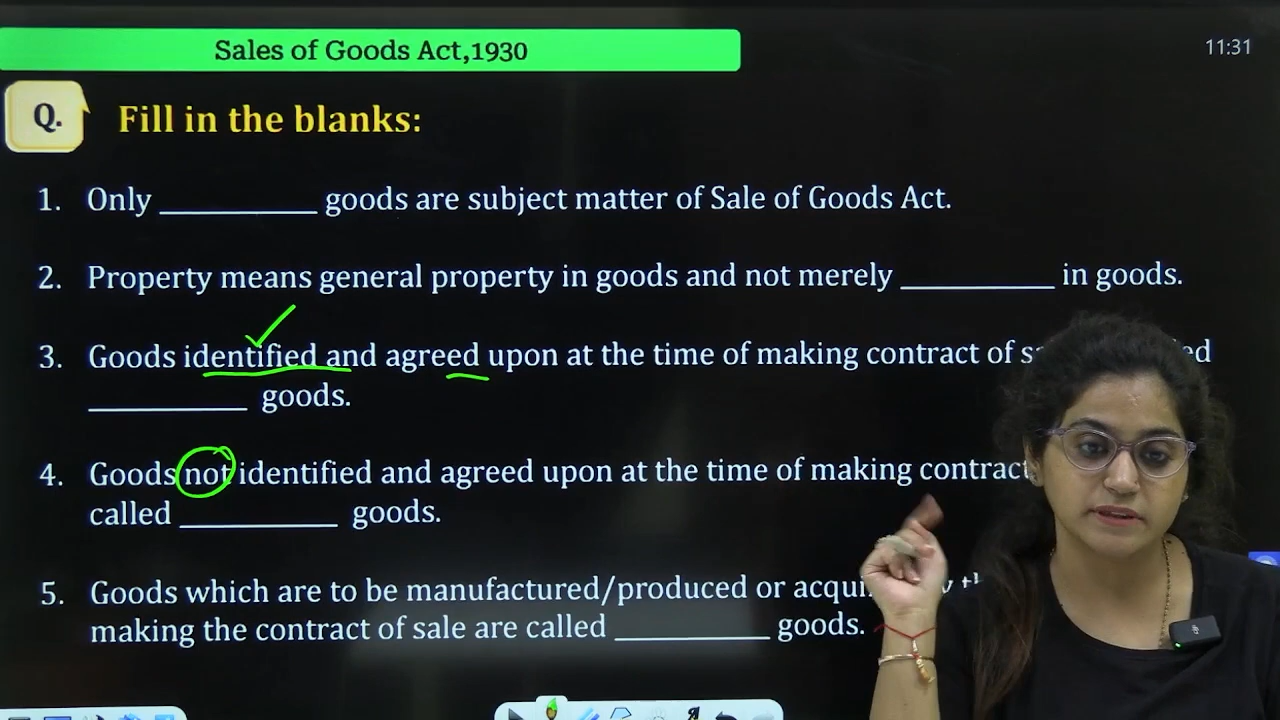 Sales of Goods Act,1930
11:31
Q.
Fill in the blanks:
1. Only __________ goods are subject matter of Sale of Goods Act.
2. Property means general property in goods and not merely __________ in goods.
3. Goods identified and agreed upon at the time of making contract of
__________ goods.
4. Goods not identified and agreed upon at the time of making contract
called __________ goods.
5. Goods which are to be manufactured/produced or
making the contract of sale are called __________ goods.